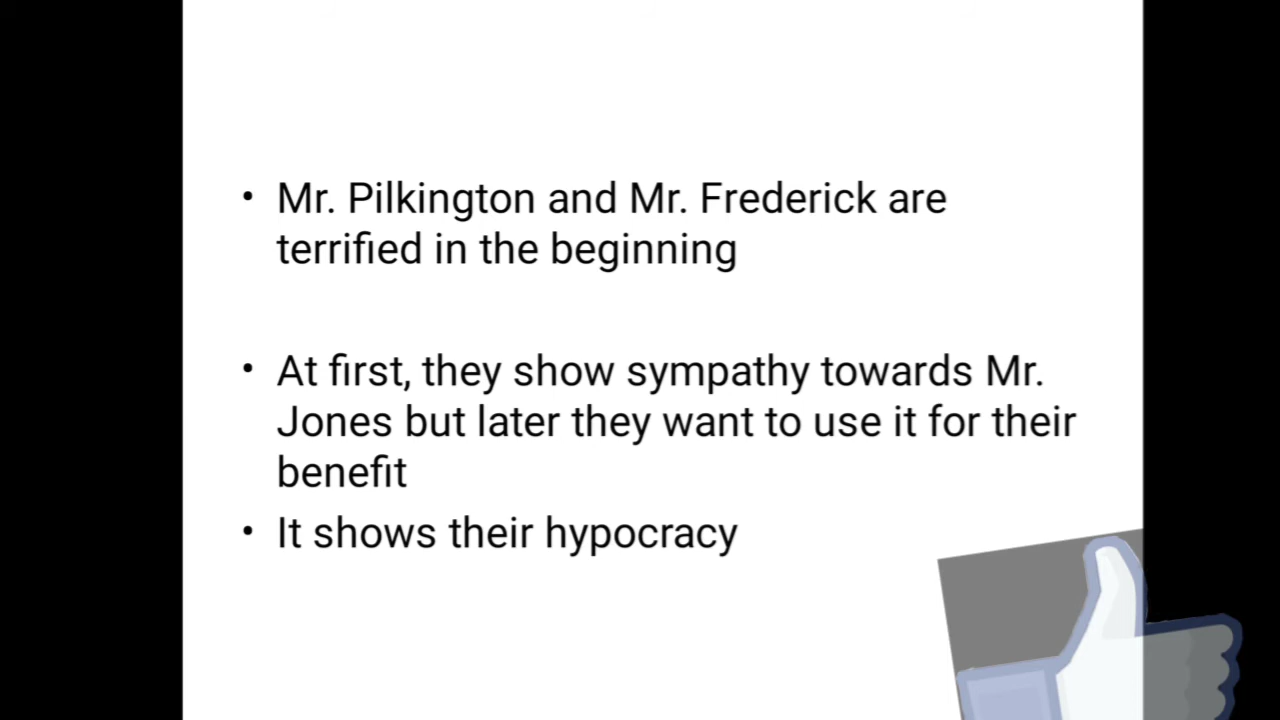 • Mr. Pilkington and Mr. Frederick are
terrified in the beginning
• At first, they show sympathy towards Mr.
Jones but later they want to use it for their
benefit
• It shows their hypocracy